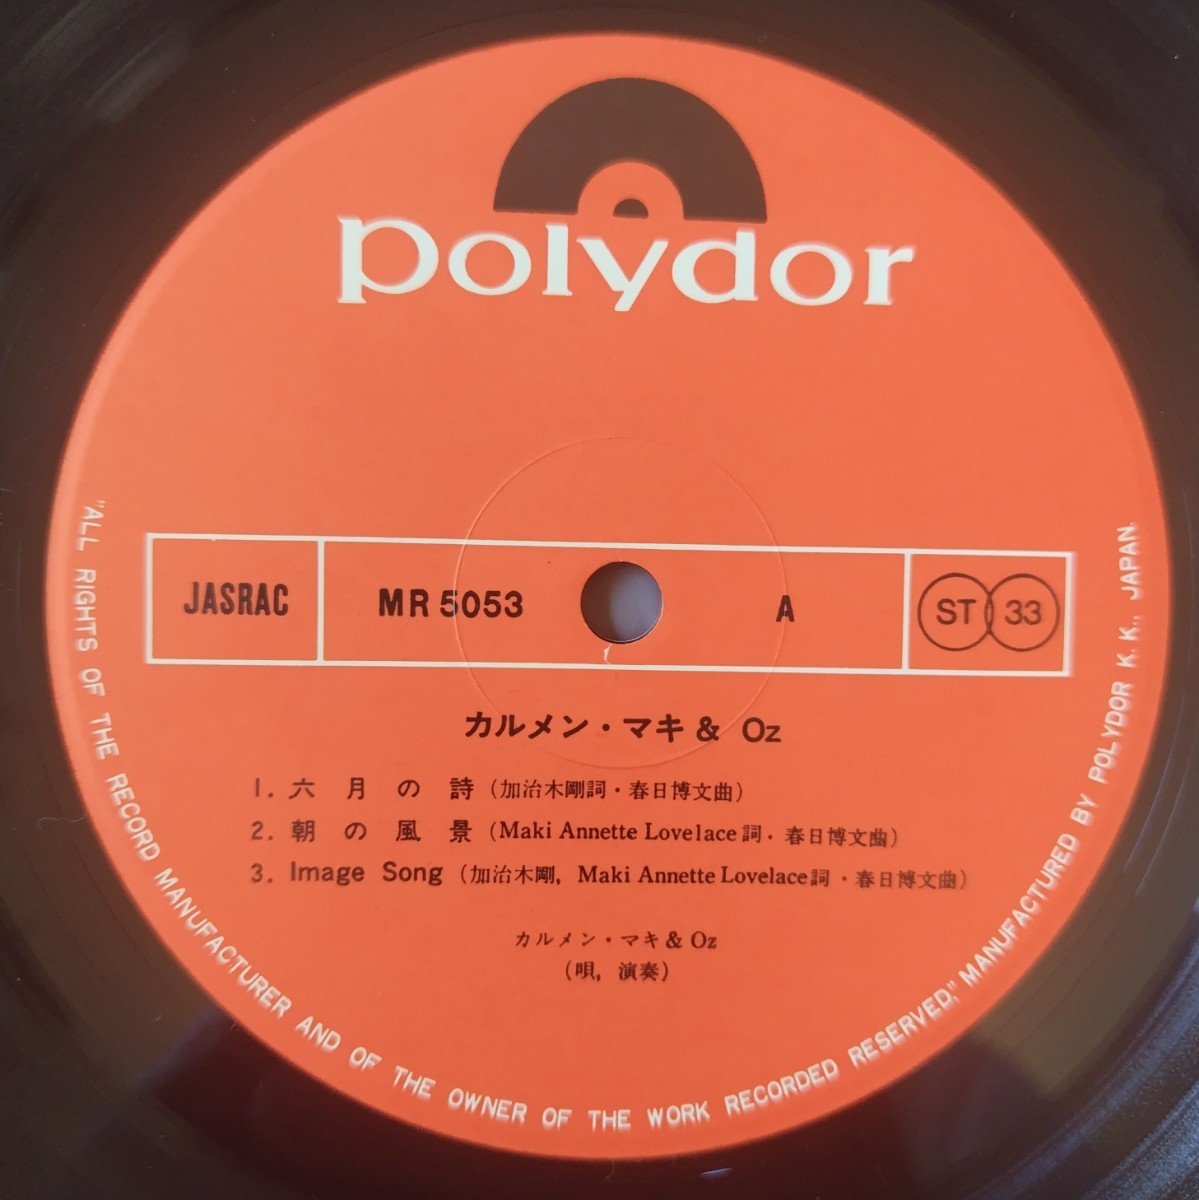 polydor
JASRAC MR 5053 A ST 33
カルメン・マキ & Oz
1. 六月の詩 (加治木剛詞・春日博文曲)
2. 朝の風景 (Maki Annette Lovelace詞・春日博文曲)
3. Image Song (加治木剛, Maki Annette Lovelace詞・春日博文曲)
カルメン・マキ & Oz
(唄, 演奏)
"ALL RIGHTS OF THE RECORD MANUFACTURER AND OF THE OWNER OF THE WORK RECORDED RESERVED," MANUFACTURED BY POLYDOR K. K., JAPAN.